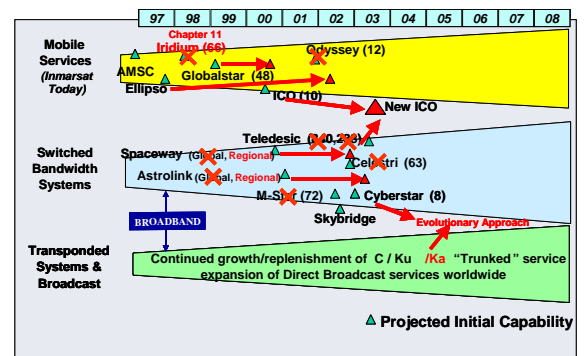 97 98 99 00 01 02 03 04 05 06 07 08
Mobile
Services
(Inmarsat
Today)
Chapter 11
Iridium (66)
Odyssey (12)
AMSC
Globalstar (48)
Ellipso
ICO (10)
New ICO
Switched
Bandwidth
Systems
Teledesic
Spaceway (Global, Regional)
Celestri (63)
Astrolink (Global, Regional)
M-Star (72)
Cyberstar (8)
Skybridge
BROADBAND
Evolutionary Approach
Transponded
Systems &
Broadcast
Continued growth/replenishment of C / Ku /Ka "Trunked" service
expansion of Direct Broadcast services worldwide
Projected Initial Capability